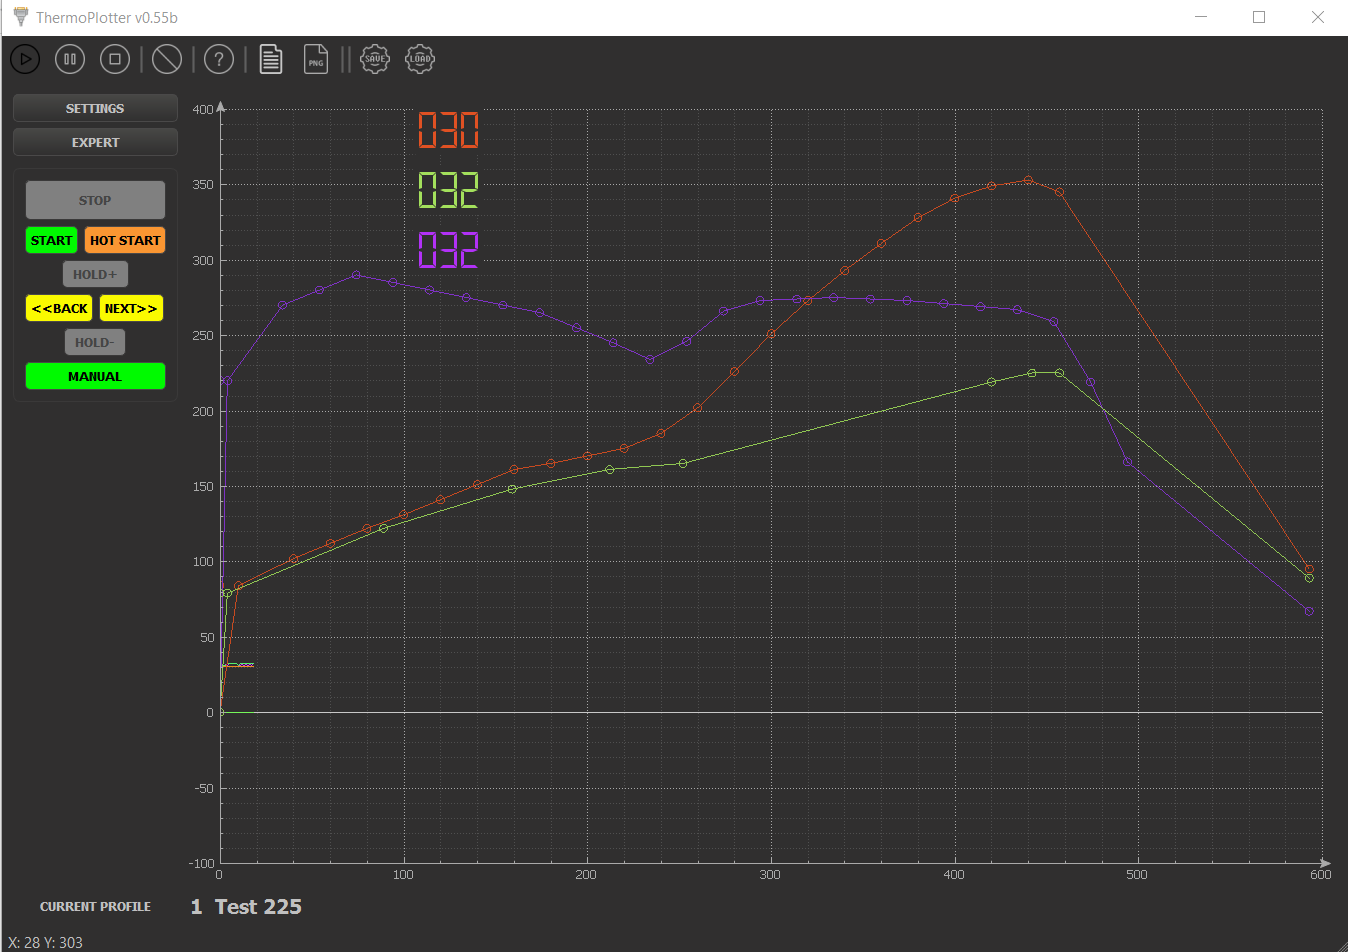 ThermoPlotter v0.55b
PNG
SAVE
LOAD
?
SETTINGS
EXPERT
STOP
START HOT START
HOLD+
<<BACK NEXT>>
HOLD-
MANUAL
030
032
032
400
350
300
250
200
150
100
50
0
-50
-100
0 100 200 300 400 500 600
CURRENT PROFILE 1 Test 225
X: 28 Y: 303